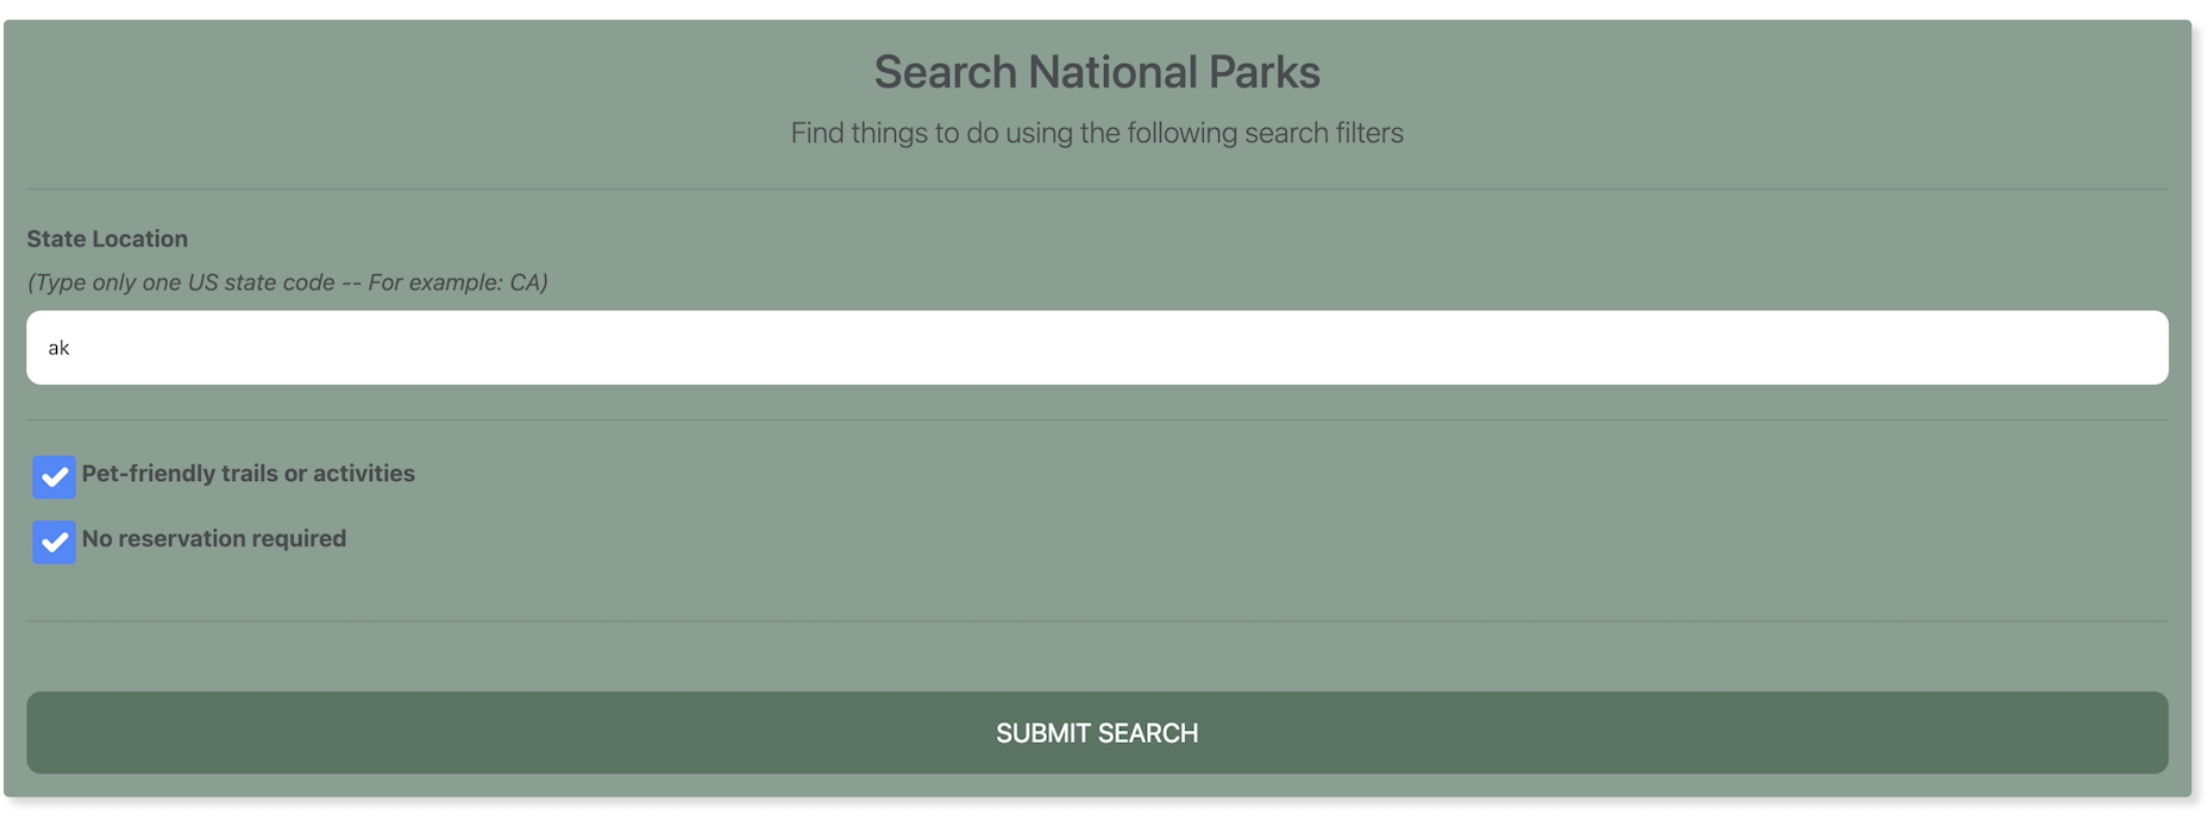 Search National Parks
Find things to do using the following search filters
State Location
(Type only one US state code -- For example: CA)
ak
Pet-friendly trails or activities
No reservation required
SUBMIT SEARCH